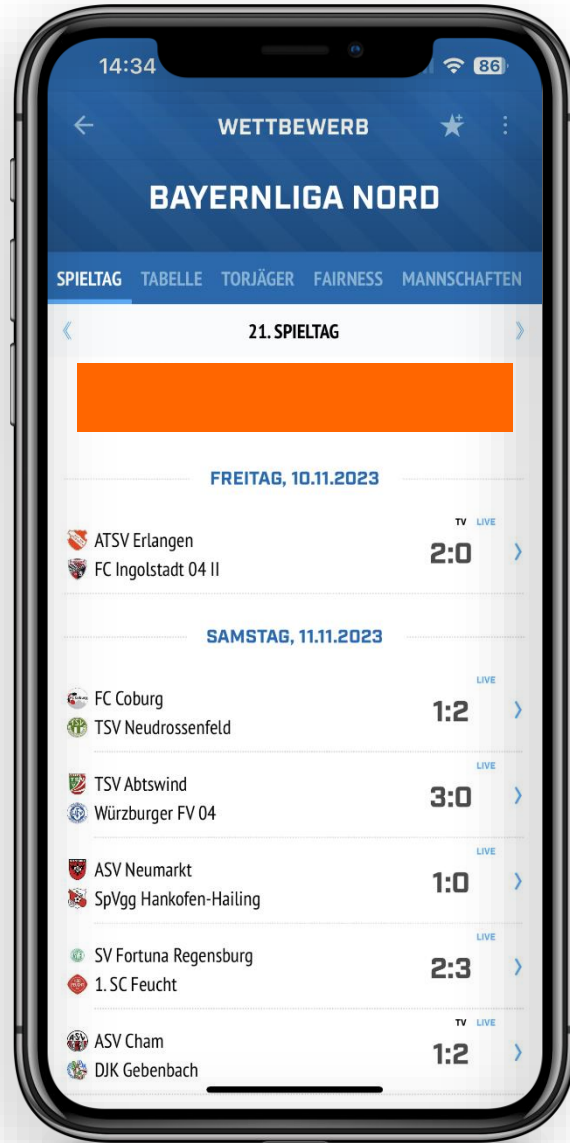 14:34
86
WETTBEWERB
BAYERNLIGA NORD
SPIELTAG TABELLE TORJÄGER FAIRNESS MANNSCHAFTEN
21. SPIELTAG
FREITAG, 10.11.2023
TV LIVE
ATSV Erlangen
2:0
FC Ingolstadt 04 II
SAMSTAG, 11.11.2023
LIVE
FC Coburg
1:2
TSV Neudrossenfeld
LIVE
TSV Abtswind
3:0
Würzburger FV 04
LIVE
ASV Neumarkt
1:0
SpVgg Hankofen-Hailing
LIVE
SV Fortuna Regensburg
2:3
1. SC Feucht
TV LIVE
ASV Cham
1:2
DJK Gebenbach